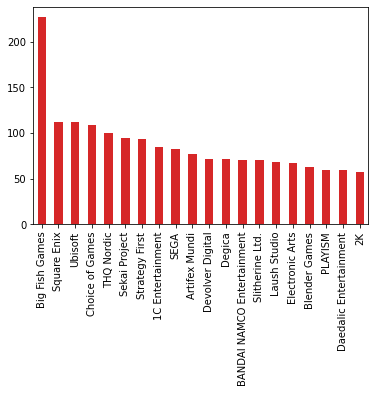 200
150
100
50
0
Big Fish Games
Square Enix
Ubisoft
Choice of Games
THQ Nordic
Sekai Project
Strategy First
1C Entertainment
SEGA
Artifex Mundi
Devolver Digital
Degica
BANDAI NAMCO Entertainment
Slitherine Ltd.
Laush Studio
Electronic Arts
Blender Games
PLAYISM
Daedalic Entertainment
2K